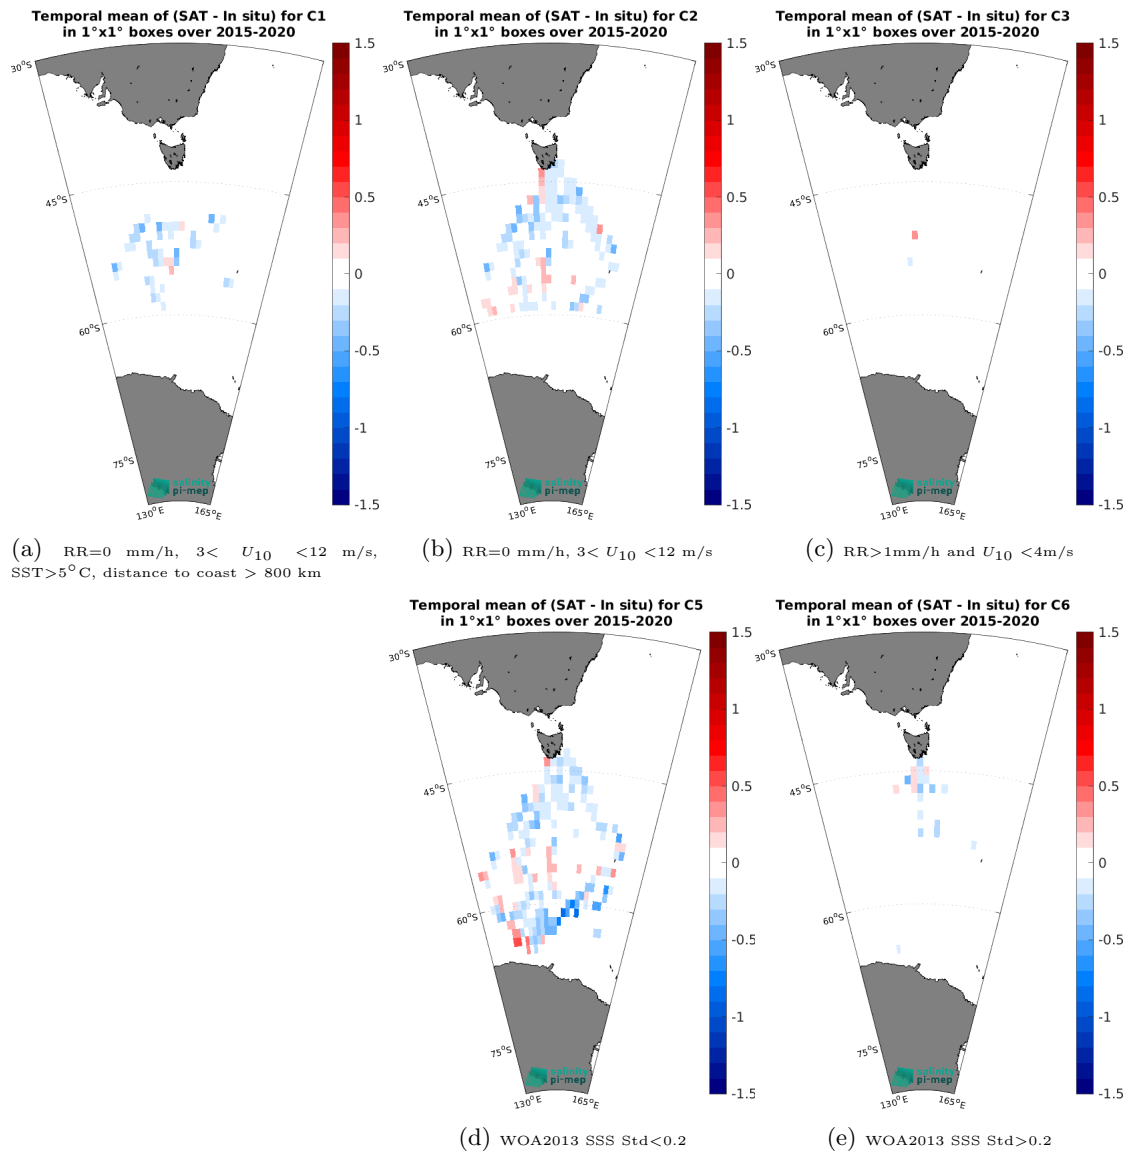 Temporal mean of (SAT - In situ) for C1
in 1°x1° boxes over 2015-2020
30°S
45°S
60°S
75°S
130°E
165°E
1.5
1
0.5
0
-0.5
-1
-1.5
salinity
pi-mep
(a) RR=0 mm/h, 3< U10 <12 m/s,
SST>5°C, distance to coast > 800 km
Temporal mean of (SAT - In situ) for C2
in 1°x1° boxes over 2015-2020
30°S
45°S
60°S
75°S
130°E
165°E
1.5
1
0.5
0
-0.5
-1
-1.5
salinity
pi-mep
(b) RR=0 mm/h, 3< U10 <12 m/s
Temporal mean of (SAT - In situ) for C3
in 1°x1° boxes over 2015-2020
30°S
45°S
60°S
75°S
130°E
165°E
1.5
1
0.5
0
-0.5
-1
-1.5
salinity
pi-mep
(c) RR>1mm/h and U10 <4m/s
Temporal mean of (SAT - In situ) for C5
in 1°x1° boxes over 2015-2020
30°S
45°S
60°S
75°S
130°E
165°E
1.5
1
0.5
0
-0.5
-1
-1.5
salinity
pi-mep
(d) WOA2013 SSS Std<0.2
Temporal mean of (SAT - In situ) for C6
in 1°x1° boxes over 2015-2020
30°S
45°S
60°S
75°S
130°E
165°E
1.5
1
0.5
0
-0.5
-1
-1.5
salinity
pi-mep
(e) WOA2013 SSS Std>0.2